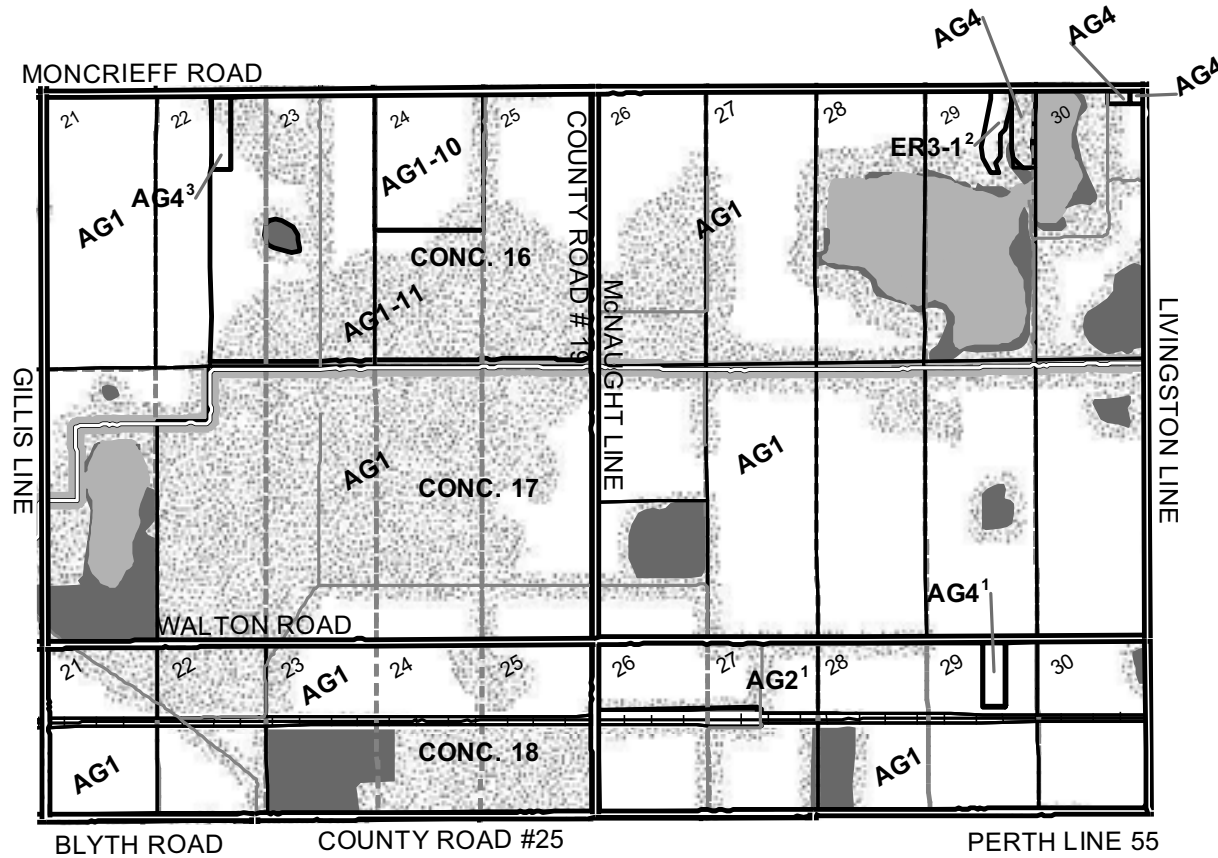 AG4
AG4
AG4
MONCRIEFF ROAD
21
22
23
24
25
26
27
28
29
30
COUNTY ROAD # 19
AG1-10
ER3-1²
AG4³
AG1
AG1
CONC. 16
AG1-11
McNAUGHT LINE
GILLIS LINE
LIVINGSTON LINE
AG1
AG1
CONC. 17
AG4¹
WALTON ROAD
21
22
23
24
25
26
27
28
29
30
AG1
AG2¹
CONC. 18
AG1
AG1
BLYTH ROAD
COUNTY ROAD #25
PERTH LINE 55